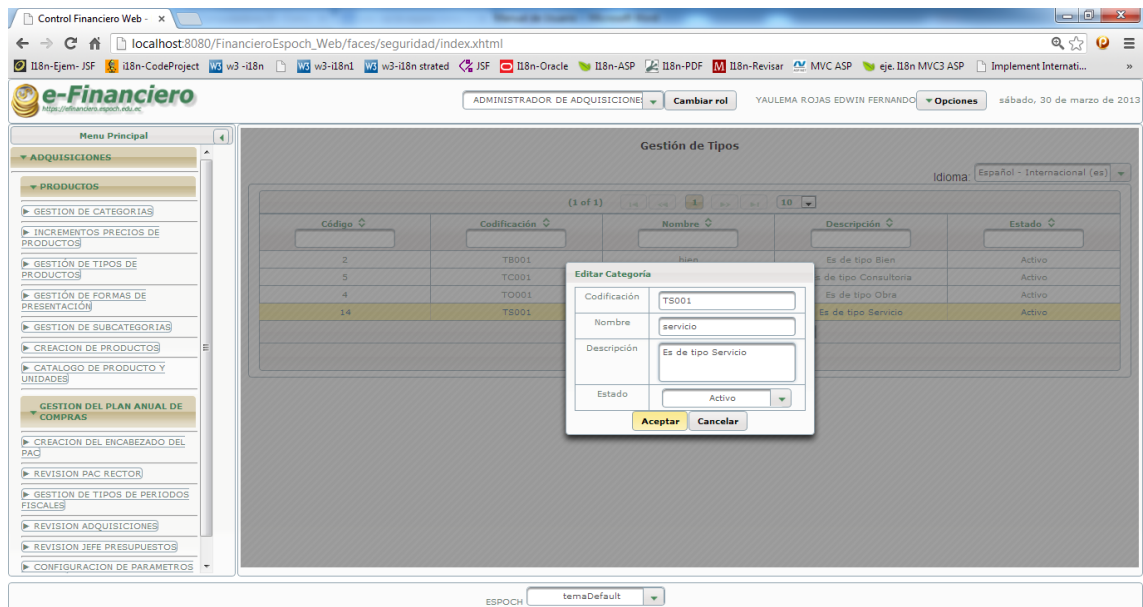 Control Financiero Web - ×
localhost:8080/FinancieroEspoch_Web/faces/seguridad/index.xhtml
I18n-Ejem- JSF i18n-CodeProject w3 -i18n w3-i18n1 w3-i18n strated JSF I18n-Oracle I18n-ASP I18n-PDF I18n-Revisar MVC ASP eje. I18n MVC3 ASP Implement Internati... »
e-Financiero
https://efinanciero.espoch.edu.ec
ADMINISTRADOR DE ADQUISICIONE Cambiar rol YAULEMA ROJAS EDWIN FERNANDO Opciones sábado, 30 de marzo de 2013
Menu Principal
ADQUISICIONES
PRODUCTOS
GESTION DE CATEGORIAS
INCREMENTOS PRECIOS DE
PRODUCTOS
GESTIÓN DE TIPOS DE
PRODUCTOS
GESTIÓN DE FORMAS DE
PRESENTACIÓN
GESTION DE SUBCATEGORIAS
CREACION DE PRODUCTOS
CATALOGO DE PRODUCTO Y
UNIDADES
GESTION DEL PLAN ANUAL DE
COMPRAS
CREACION DEL ENCABEZADO DEL
PAC
REVISION PAC RECTOR
GESTION DE TIPOS DE PERIODOS
FISCALES
REVISION ADQUISICIONES
REVISION JEFE PRESUPUESTOS
CONFIGURACION DE PARAMETROS
Gestión de Tipos
Idioma: Español - Internacional (es)
(1 of 1) 1 10
Código Codificación Nombre Descripción Estado
2 TB001 bien Es de tipo Bien Activo
5 TC001 s de tipo Consultoria Activo
4 TO001 Es de tipo Obra Activo
14 TS001 Es de tipo Servicio Activo
Editar Categoría
Codificación TS001
Nombre servicio
Descripción Es de tipo Servicio
Estado Activo
Aceptar Cancelar
ESPOCH temaDefault